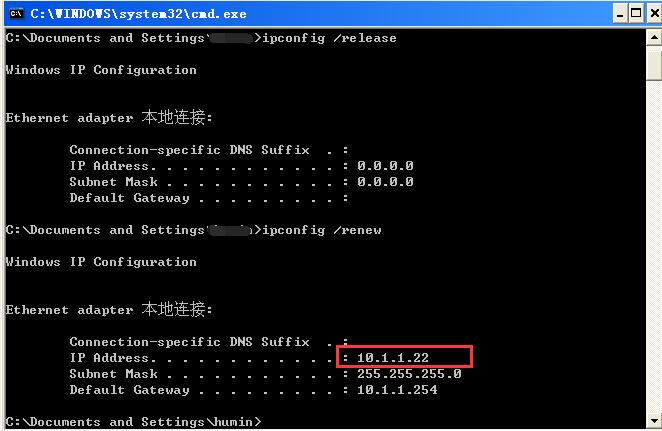 C:\WINDOWS\system32\cmd.exe
C:\Documents and Settings\ >ipconfig /release
Windows IP Configuration
Ethernet adapter 本地连接:
Connection-specific DNS Suffix . :
IP Address. . . . . . . . . . . . : 0.0.0.0
Subnet Mask . . . . . . . . . . . : 0.0.0.0
Default Gateway . . . . . . . . . :
C:\Documents and Settings\ >ipconfig /renew
Windows IP Configuration
Ethernet adapter 本地连接:
Connection-specific DNS Suffix . :
IP Address. . . . . . . . . . . . : 10.1.1.22
Subnet Mask . . . . . . . . . . . : 255.255.255.0
Default Gateway . . . . . . . . . : 10.1.1.254
C:\Documents and Settings\humin>